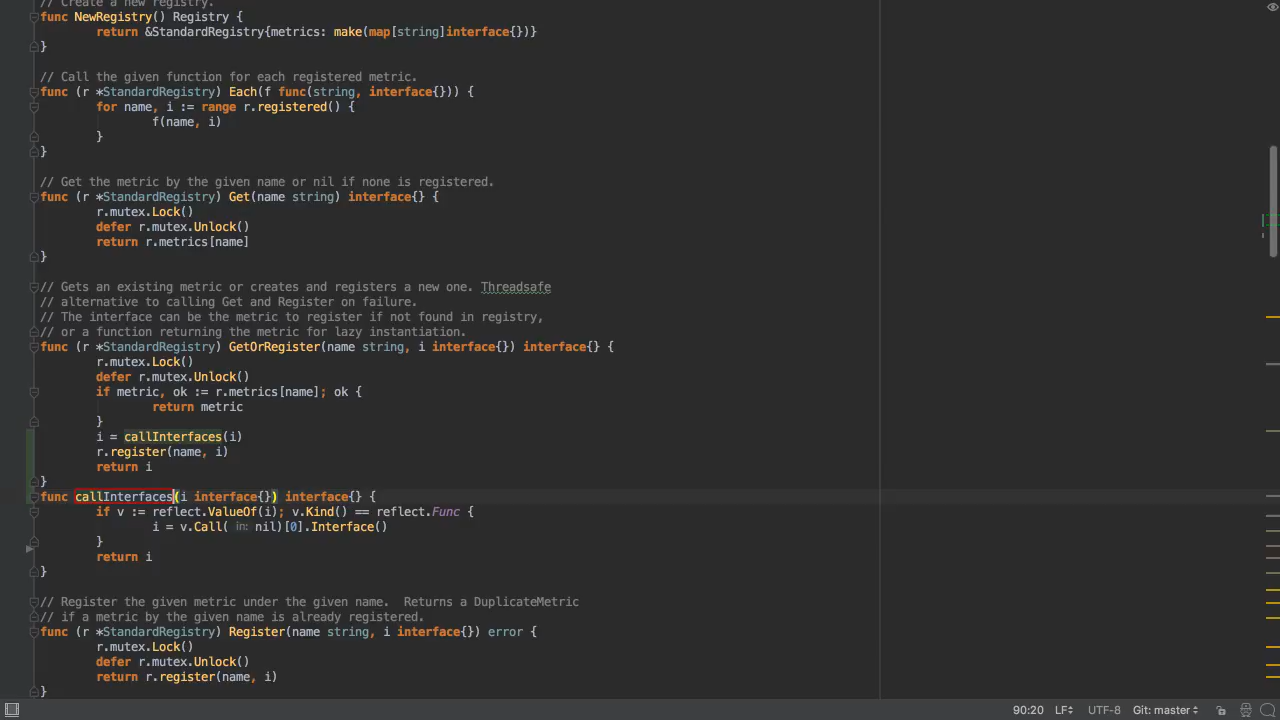 // Create a new registry.
func NewRegistry() Registry {
        return &StandardRegistry{metrics: make(map[string]interface{})}
}

// Call the given function for each registered metric.
func (r *StandardRegistry) Each(f func(string, interface{})) {
        for name, i := range r.registered() {
                f(name, i)
        }
}

// Get the metric by the given name or nil if none is registered.
func (r *StandardRegistry) Get(name string) interface{} {
        r.mutex.Lock()
        defer r.mutex.Unlock()
        return r.metrics[name]
}

// Gets an existing metric or creates and registers a new one. Threadsafe
// alternative to calling Get and Register on failure.
// The interface can be the metric to register if not found in registry,
// or a function returning the metric for lazy instantiation.
func (r *StandardRegistry) GetOrRegister(name string, i interface{}) interface{} {
        r.mutex.Lock()
        defer r.mutex.Unlock()
        if metric, ok := r.metrics[name]; ok {
                return metric
        }
        i = callInterfaces(i)
        r.register(name, i)
        return i
}
func callInterfaces(i interface{}) interface{} {
        if v := reflect.ValueOf(i); v.Kind() == reflect.Func {
                i = v.Call( in: nil)[0].Interface()
        }
        return i
}

// Register the given metric under the given name.  Returns a DuplicateMetric
// if a metric by the given name is already registered.
func (r *StandardRegistry) Register(name string, i interface{}) error {
        r.mutex.Lock()
        defer r.mutex.Unlock()
        return r.register(name, i)
}
90:20 LF UTF-8 Git: master